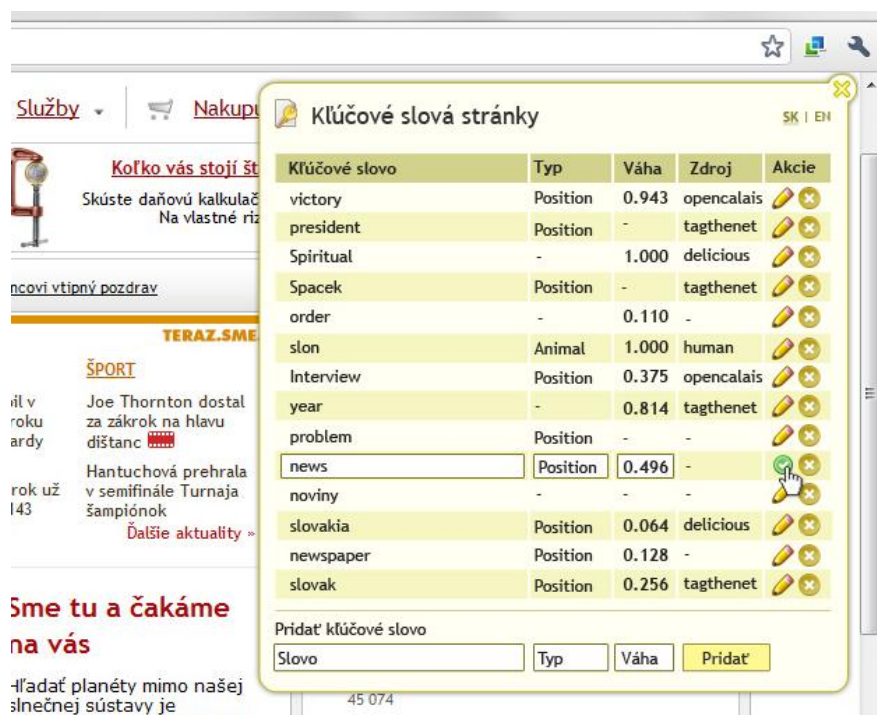 Služby
Nakupu
Koľko vás stojí št
Skúste daňovú kalkulač
Na vlastné riz
ncovi vtipný pozdrav
TERAZ.SME.
ŠPORT
oil v
roku
ardy
Joe Thornton dostal
za zákrok na hlavu
dištanc
rok už
143
Hantuchová prehrala
v semifinále Turnaja
šampiónok
Ďalšie aktuality »
Sme tu a čakáme
na vás
Hľadať planéty mimo našej
slnečnej sústavy je
Kľúčové slová stránky
SK | EN
Kľúčové slovo Typ Váha Zdroj Akcie
victory Position 0.943 opencalais
president Position - tagthenet
Spiritual - 1.000 delicious
Spacek Position - tagthenet
order - 0.110 -
slon Animal 1.000 human
Interview Position 0.375 opencalais
year - 0.814 tagthenet
problem Position - -
news Position 0.496 -
noviny - - -
slovakia Position 0.064 delicious
newspaper Position 0.128 -
slovak Position 0.256 tagthenet
Pridať kľúčové slovo
Slovo Typ Váha Pridať
45 074